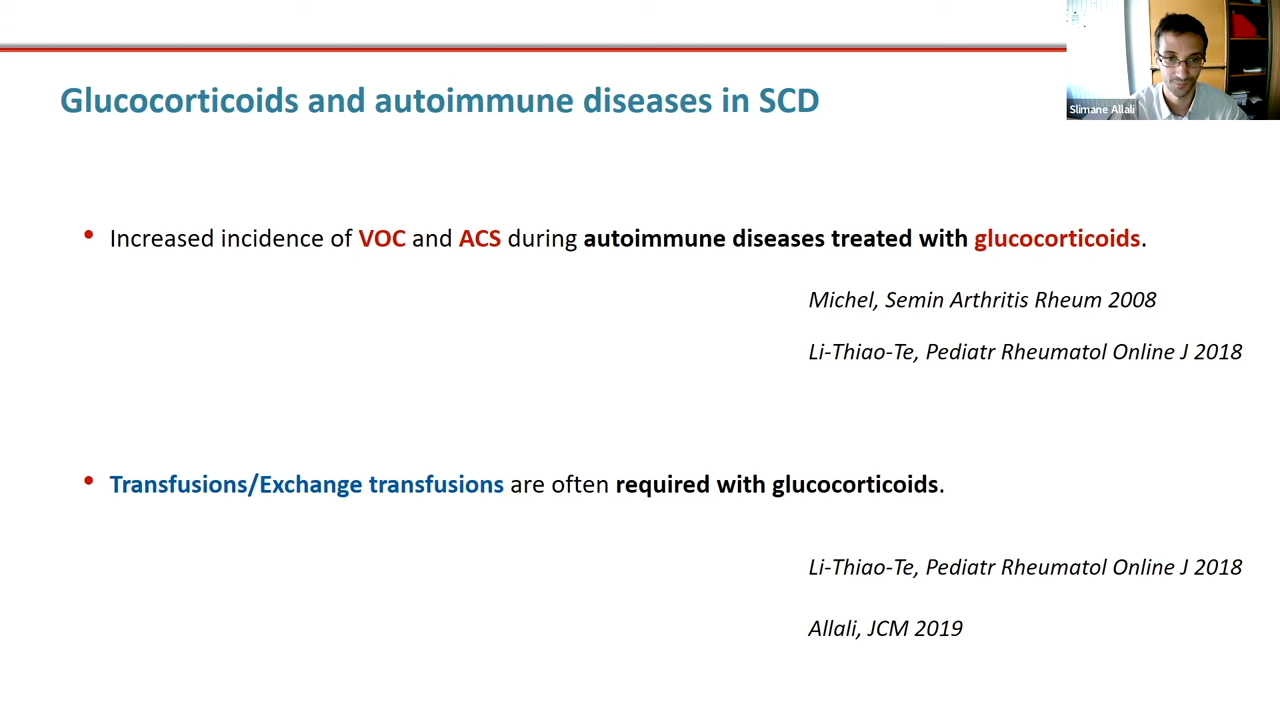 Slimane Allali
Glucocorticoids and autoimmune diseases in SCD
• Increased incidence of VOC and ACS during autoimmune diseases treated with glucocorticoids.
Michel, Semin Arthritis Rheum 2008
Li-Thiao-Te, Pediatr Rheumatol Online J 2018
• Transfusions/Exchange transfusions are often required with glucocorticoids.
Li-Thiao-Te, Pediatr Rheumatol Online J 2018
Allali, JCM 2019